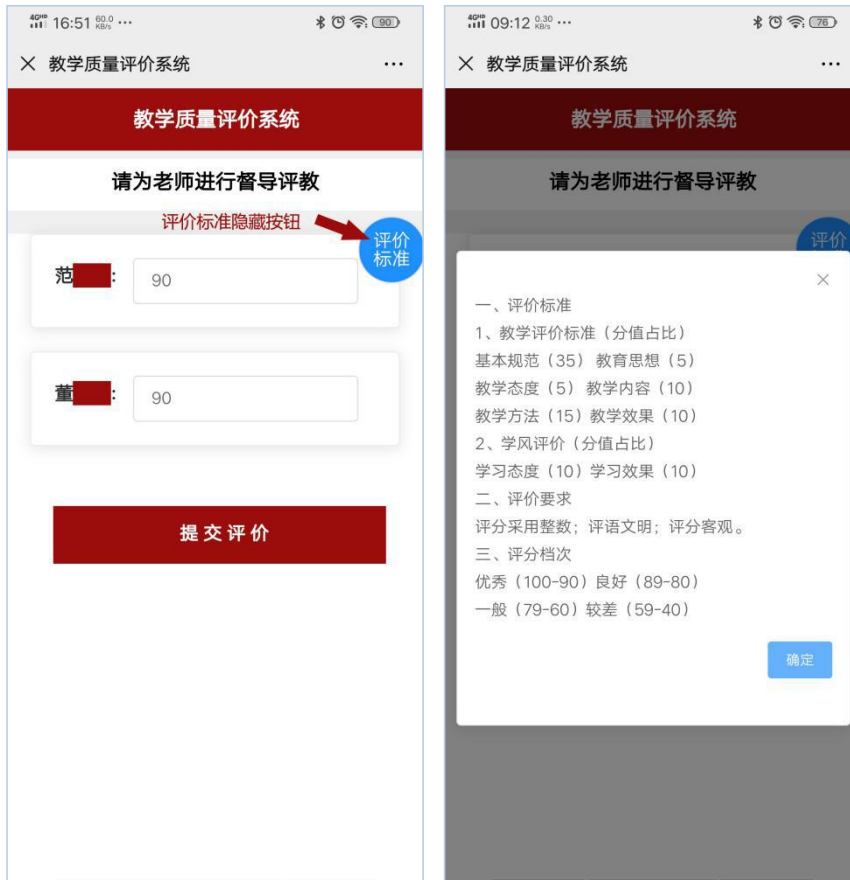 4GHD 16:51 60.0 KB/s ··· 90
× 教学质量评价系统 ···
教学质量评价系统
请为老师进行督导评教
评价标准隐藏按钮
评价
标准
范 : 90
董 : 90
提交评价
4GHD 09:12 0.30 KB/s ··· 76
× 教学质量评价系统 ···
教学质量评价系统
请为老师进行督导评教
评价
×
一、评价标准
1、教学评价标准（分值占比）
基本规范（35） 教育思想（5）
教学态度（5） 教学内容（10）
教学方法（15）教学效果（10）
2、学风评价（分值占比）
学习态度（10）学习效果（10）
二、评价要求
评分采用整数；评语文明；评分客观。
三、评分档次
优秀（100-90）良好（89-80）
一般（79-60）较差（59-40）
确定